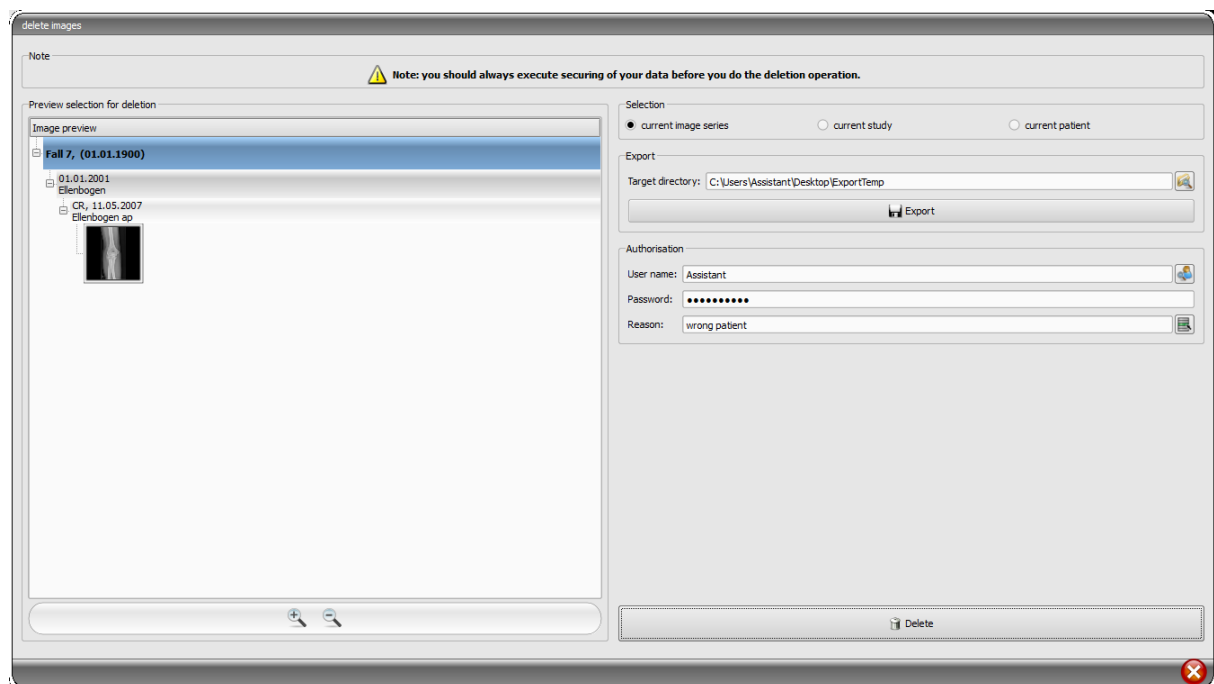 delete images
Note
Note: you should always execute securing of your data before you do the deletion operation.
Preview selection for deletion
Image preview
Fall 7, (01.01.1900)
01.01.2001
Ellenbogen
CR, 11.05.2007
Ellenbogen ap
Selection
current image series current study current patient
Export
Target directory: C:\Users\Assistant\Desktop\ExportTemp
Export
Authorisation
User name: Assistant
Password: ●●●●●●●●●●
Reason: wrong patient
Delete